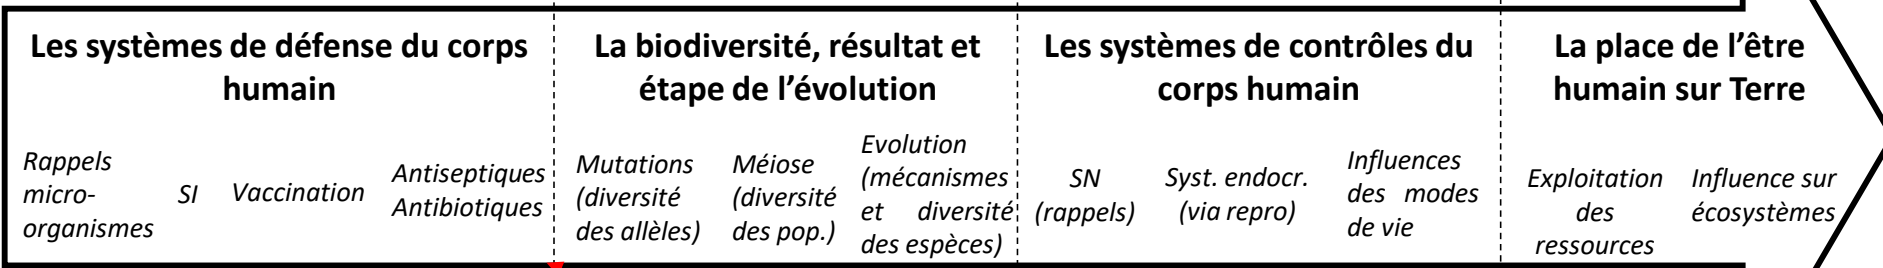 Les systèmes de défense du corps
humain
Rappels
micro-
organismes
SI
Vaccination
Antiseptiques
Antibiotiques
La biodiversité, résultat et
étape de l'évolution
Mutations
(diversité
des allèles)
Méiose
(diversité
des pop.)
Evolution
(mécanismes
et diversité
des espèces)
Les systèmes de contrôles du
corps humain
SN
(rappels)
Syst. endocr.
(via repro)
Influences
des modes
de vie
La place de l'être
humain sur Terre
Exploitation
des
ressources
Influence sur
écosystèmes